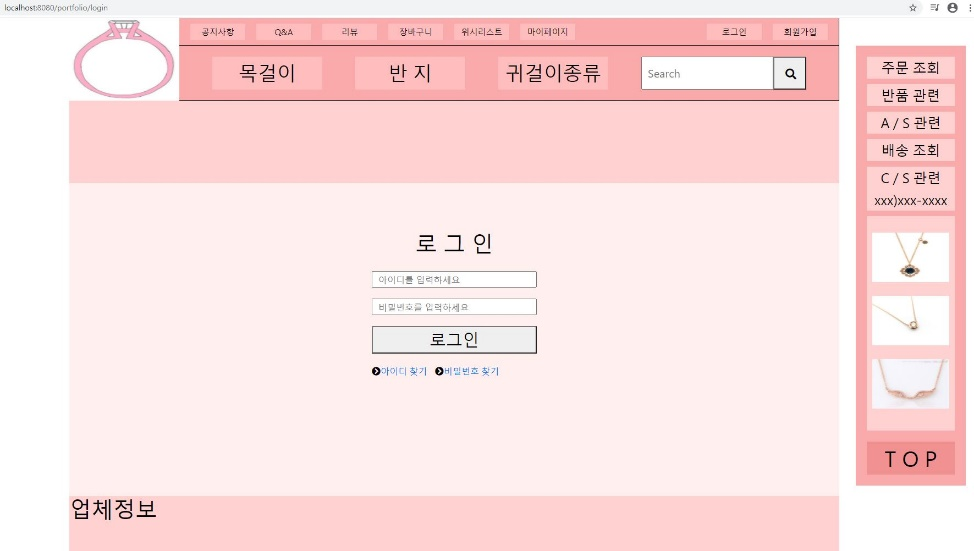 localhost:8080/portfolio/login
공지사항 Q&A 리뷰 장바구니 위시리스트 마이페이지 로그인 회원가입
목걸이 반 지 귀걸이종류 Search
주문 조회
반품 관련
A / S 관련
배송 조회
C / S 관련
xxx)xxx-xxxx
T O P
로 그 인
아이디를 입력하세요
비밀번호를 입력하세요
로그인
아이디 찾기 비밀번호 찾기
업체정보